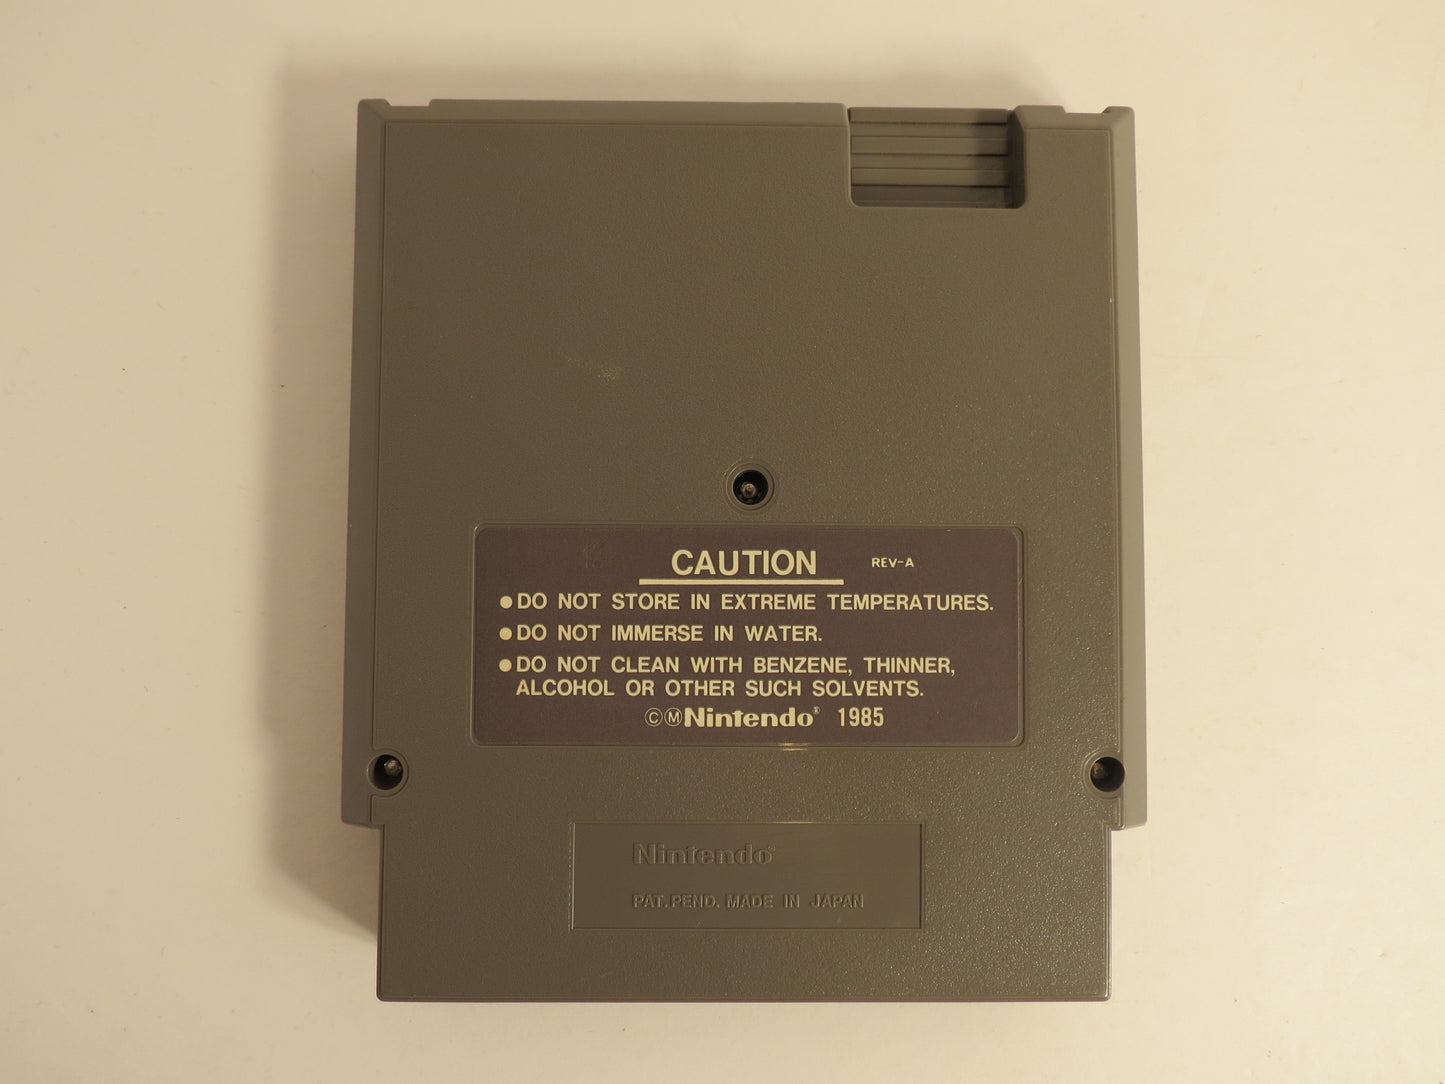 CAUTION REV-A
●DO NOT STORE IN EXTREME TEMPERATURES.
●DO NOT IMMERSE IN WATER.
●DO NOT CLEAN WITH BENZENE, THINNER,
ALCOHOL OR OTHER SUCH SOLVENTS.
ⒸⓂNintendo® 1985
Nintendo®
PAT. PEND. MADE IN JAPAN